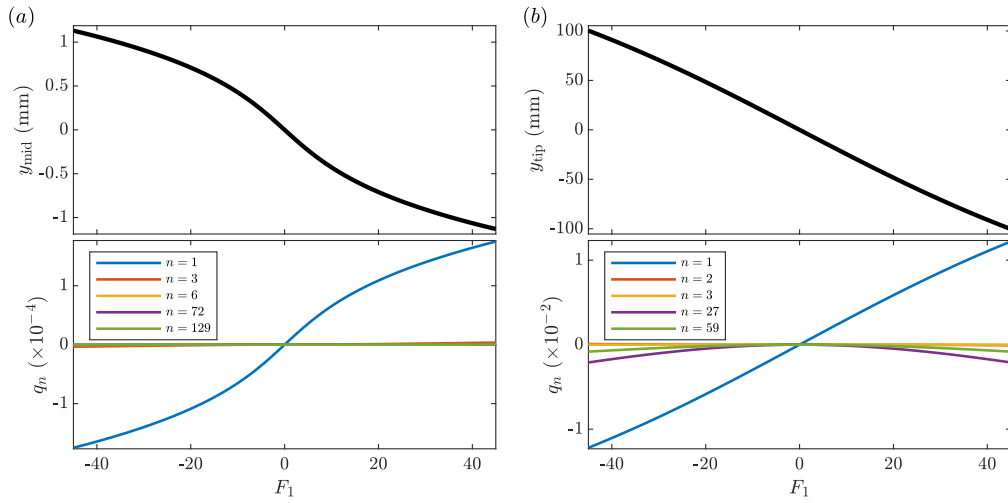 (a)
1
0.5
0
-0.5
-1
y_mid (mm)
1
0
-1
q_n (×10^-4)
n = 1
n = 3
n = 6
n = 72
n = 129
-40 -20 0 20 40
F_1
(b)
100
50
0
-50
-100
y_tip (mm)
1
0
-1
q_n (×10^-2)
n = 1
n = 2
n = 3
n = 27
n = 59
-40 -20 0 20 40
F_1